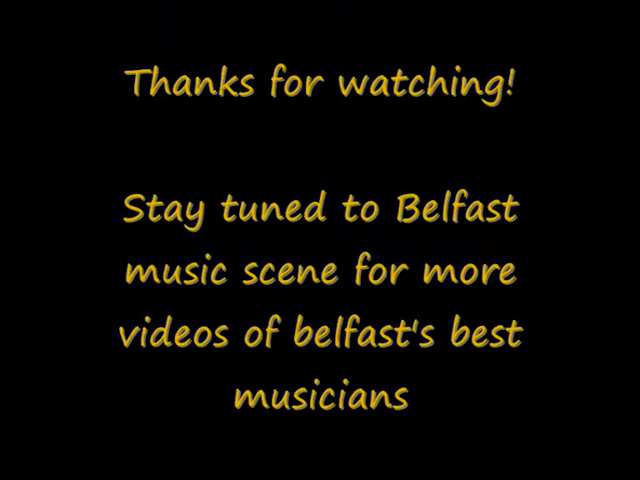 Thanks for watching!
Stay tuned to Belfast
music scene for more
videos of belfast's best
musicians